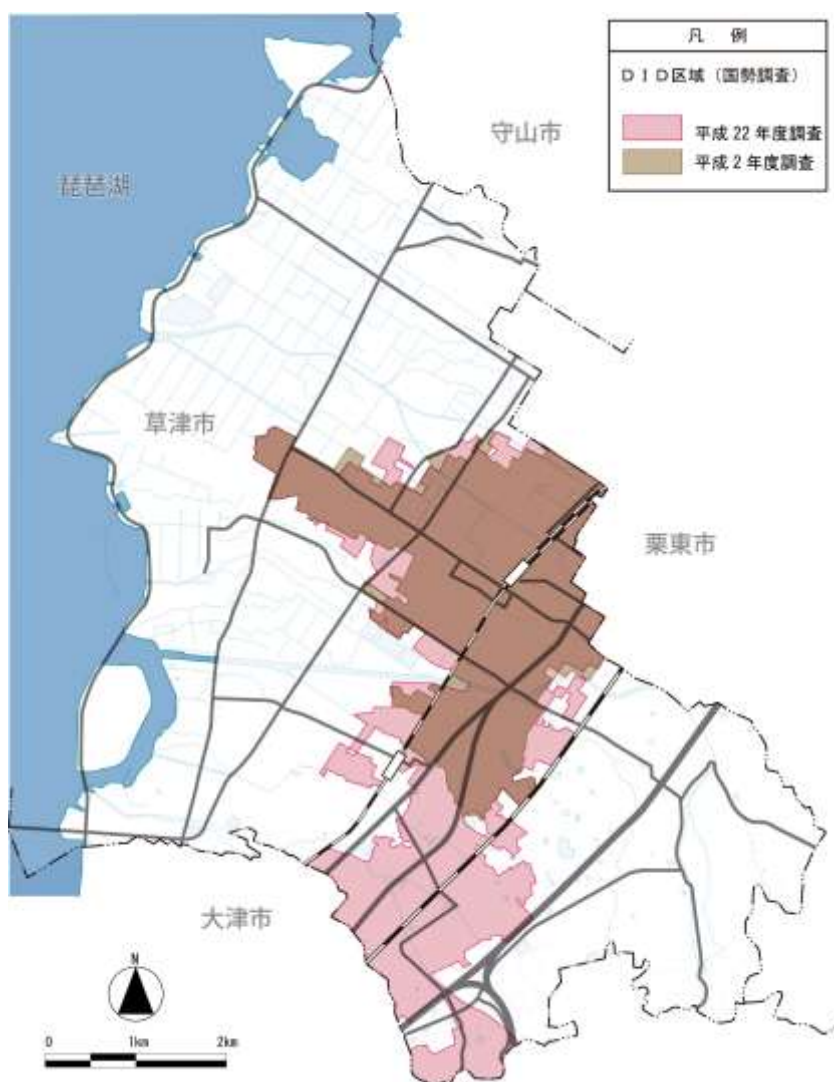 凡 例
DID区域（国勢調査）
平成22年度調査
平成2年度調査
守山市
琵琶湖
草津市
栗東市
大津市
N
0 1km 2km